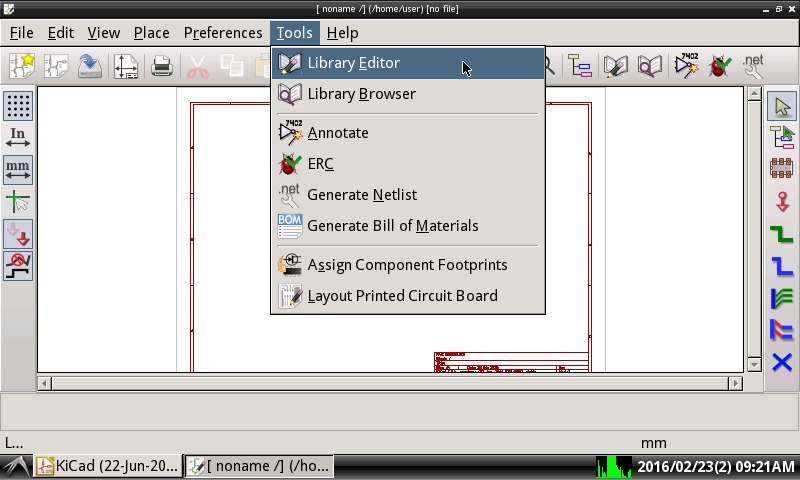 [ noname /] (/home/user) [no file]
File Edit View Place Preferences Tools Help
Library Editor
Library Browser
7402
Annotate
ERC
.net
Generate Netlist
BOM
Generate Bill of Materials
Assign Component Footprints
Layout Printed Circuit Board
7402
.net
In
mm
L...
mm
KiCad (22-Jun-20...
[ noname /] (/ho...
2016/02/23(2) 09:21AM